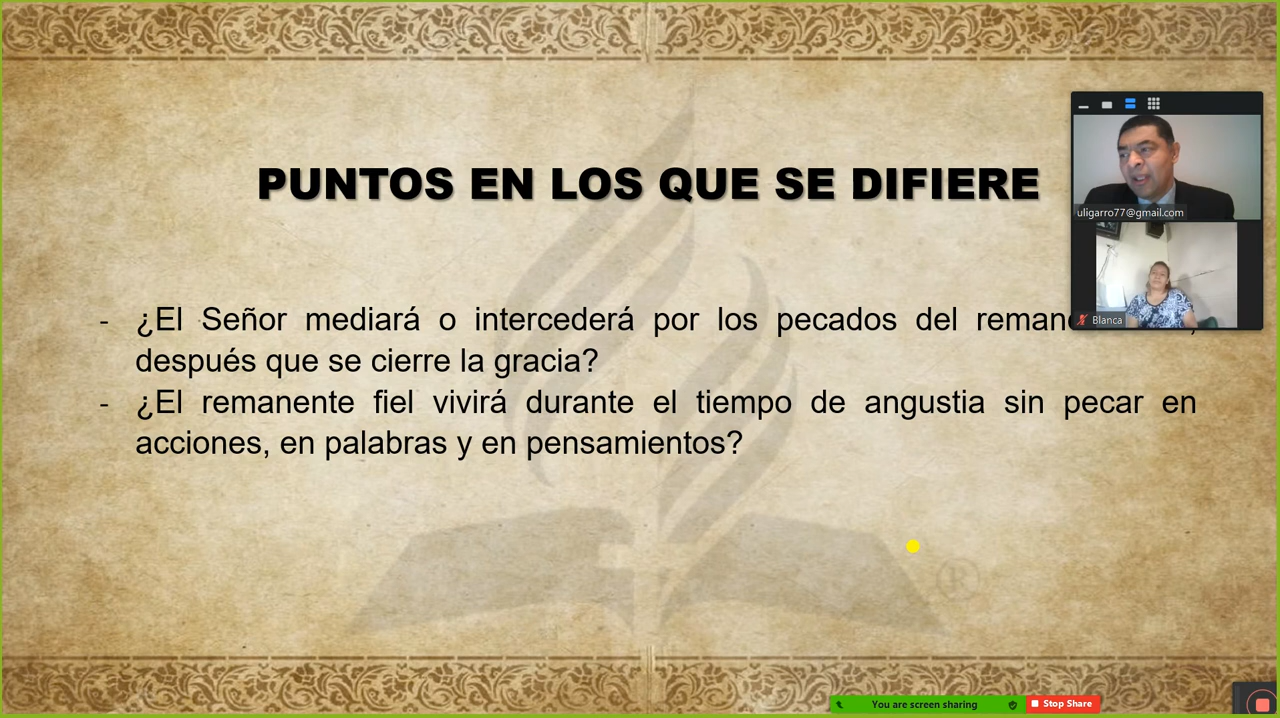 PUNTOS EN LOS QUE SE DIFIERE
uligarro77@gmail.com
- ¿El Señor mediará o intercederá por los pecados del
después que se cierre la gracia?
Blanca
- ¿El remanente fiel vivirá durante el tiempo de angustia sin pecar en
acciones, en palabras y en pensamientos?
®
You are screen sharing
Stop Share